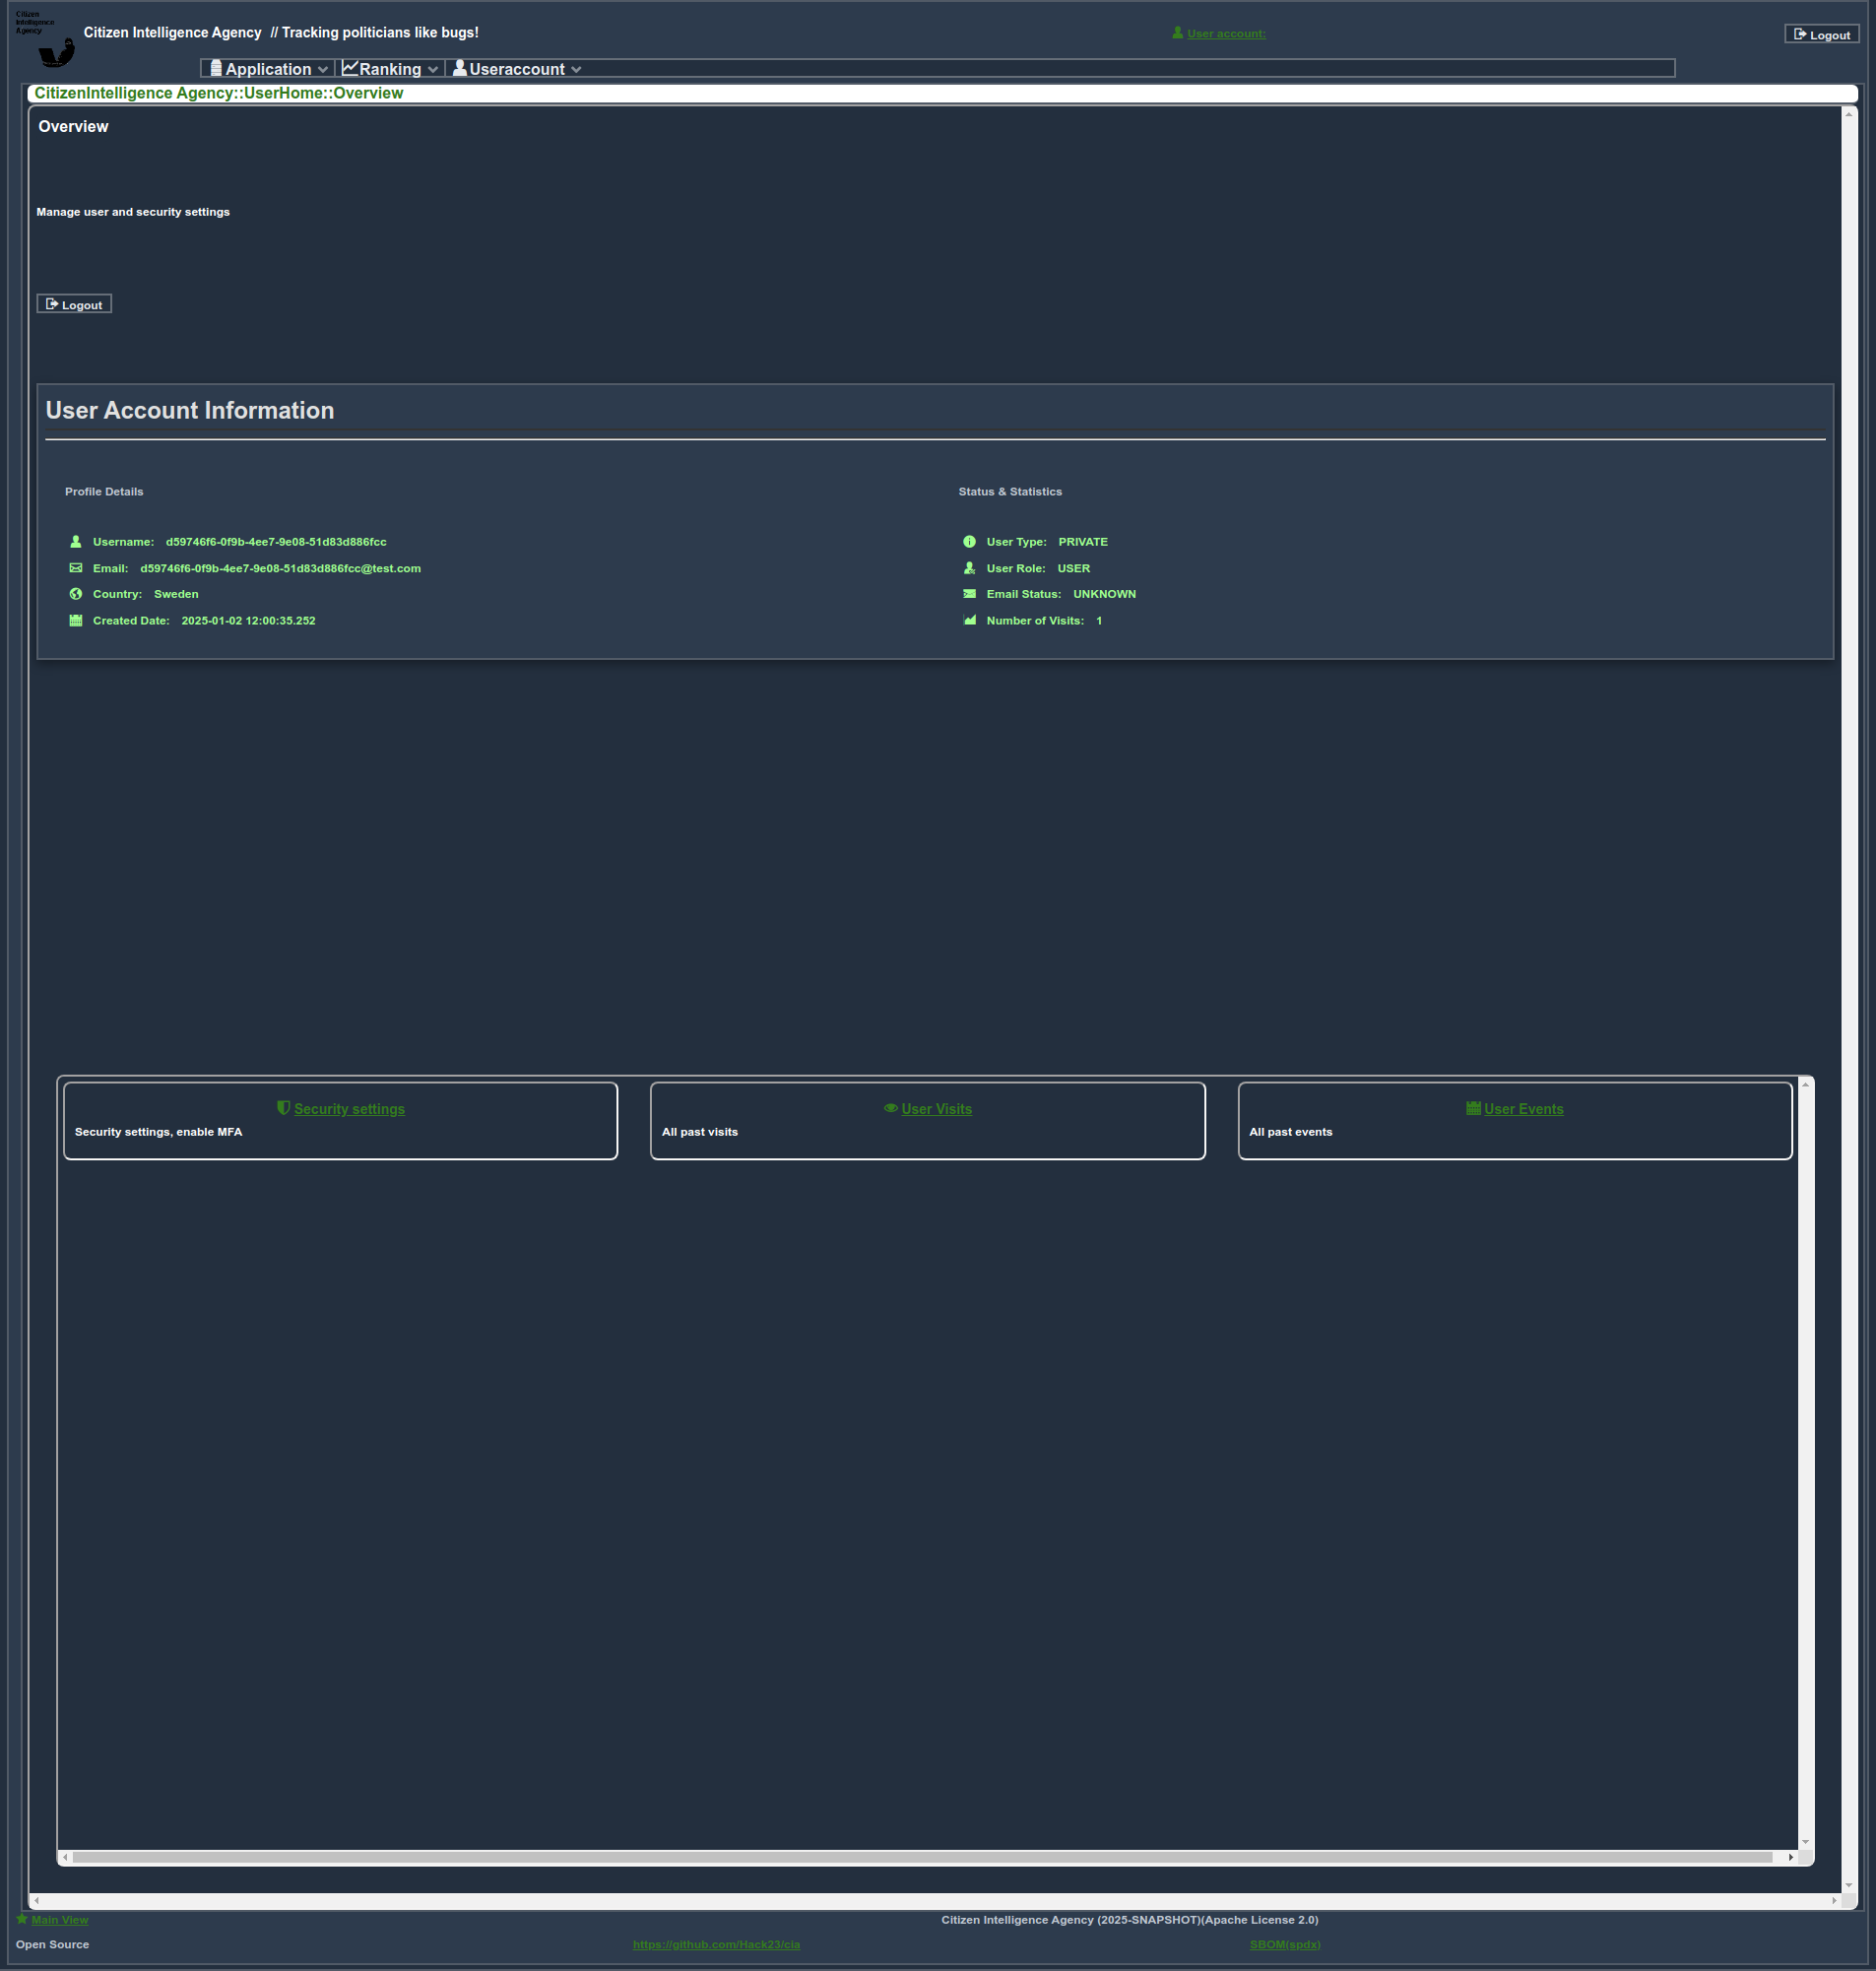 Citizen
Intelligence
Agency
Citizen Intelligence Agency // Tracking politicians like bugs!
User account:
Logout
Application Ranking Useraccount
CitizenIntelligence Agency::UserHome::Overview
Overview
Manage user and security settings
Logout
User Account Information
Profile Details
Username: d59746f6-0f9b-4ee7-9e08-51d83d886fcc
Email: d59746f6-0f9b-4ee7-9e08-51d83d886fcc@test.com
Country: Sweden
Created Date: 2025-01-02 12:00:35.252
Status & Statistics
User Type: PRIVATE
User Role: USER
Email Status: UNKNOWN
Number of Visits: 1
Security settings
Security settings, enable MFA
User Visits
All past visits
User Events
All past events
Main View
Citizen Intelligence Agency (2025-SNAPSHOT)(Apache License 2.0)
Open Source
https://github.com/Hack23/cia
SBOM(spdx)